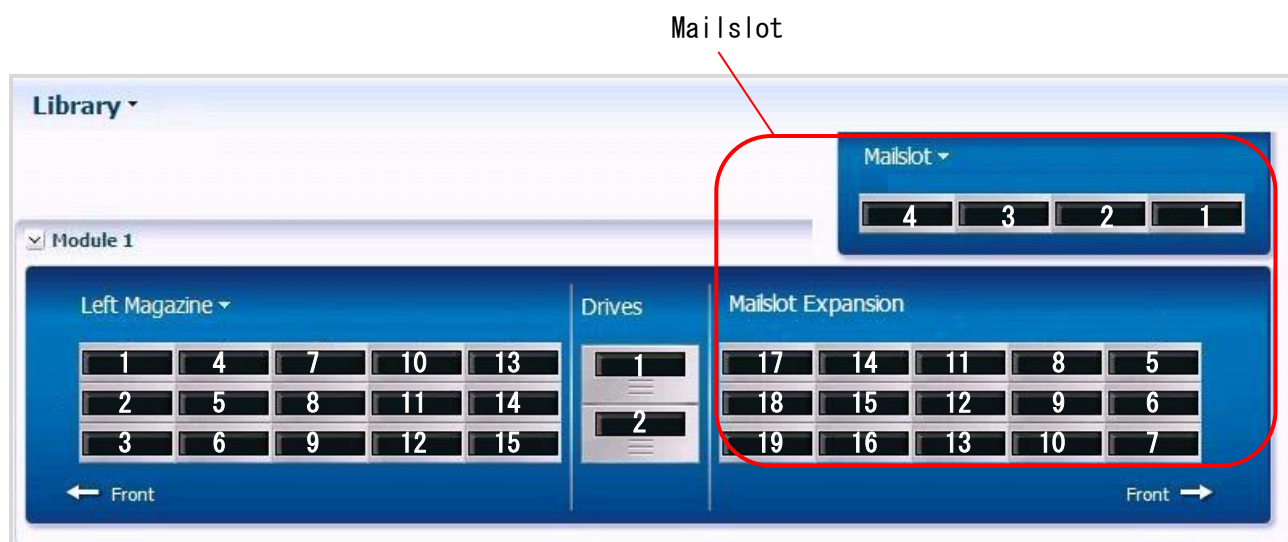 Mailslot
Library
Mailslot
4 3 2 1
Module 1
Left Magazine
Drives
Mailslot Expansion
1 4 7 10 13 1 17 14 11 8 5
2 5 8 11 14 2 18 15 12 9 6
3 6 9 12 15 19 16 13 10 7
Front
Front